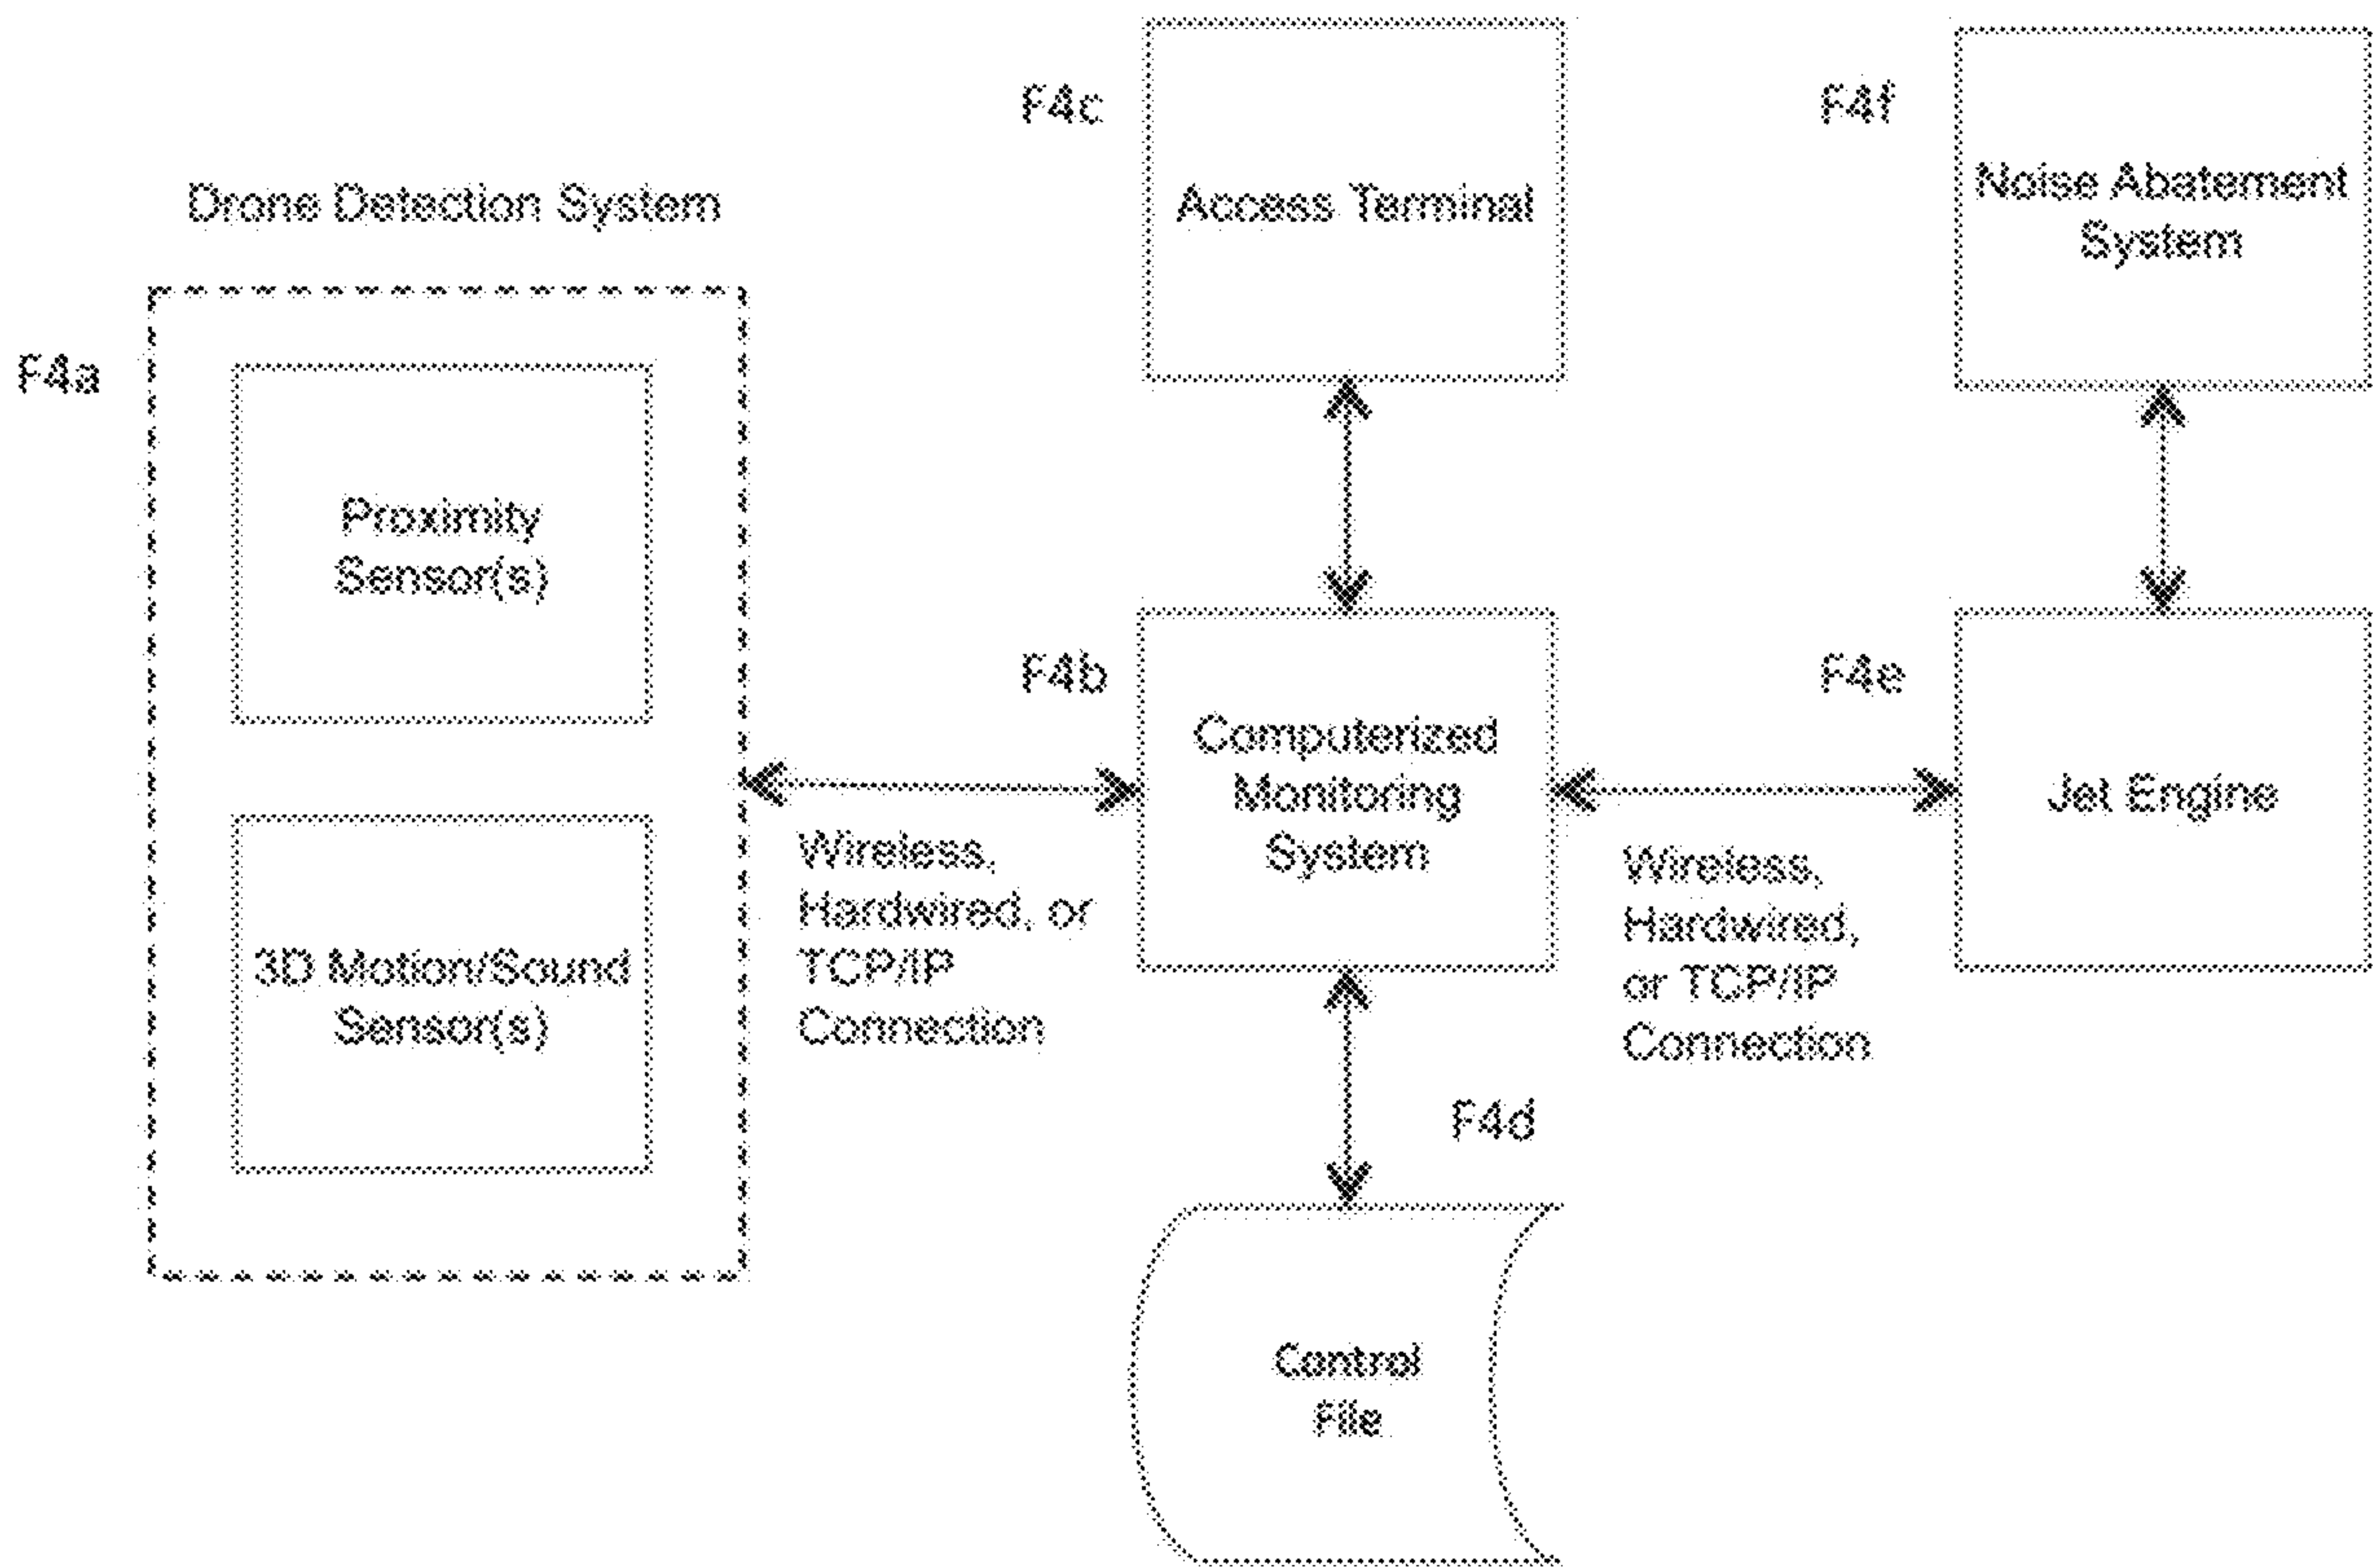 F4c
F4f
Access Terminal
Noise Abatement
System
Drone Detection System
F4a
Proximity
Sensor(s)
3D Motion/Sound
Sensor(s)
F4b
Computerized
Monitoring
System
F4e
Jet Engine
Wireless,
Hardwired, or
TCP/IP
Connection
Wireless,
Hardwired,
or TCP/IP
Connection
F4d
Control
File